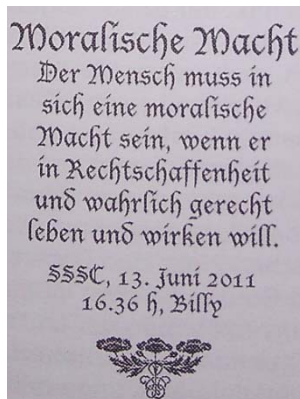 Moralische Macht
Der Mensch muss in
sich eine moralische
Macht sein, wenn er
in Rechtschaffenheit
und wahrlich gerecht
leben und wirken will.
SSSC, 13. Juni 2011
16.36 h, Billy